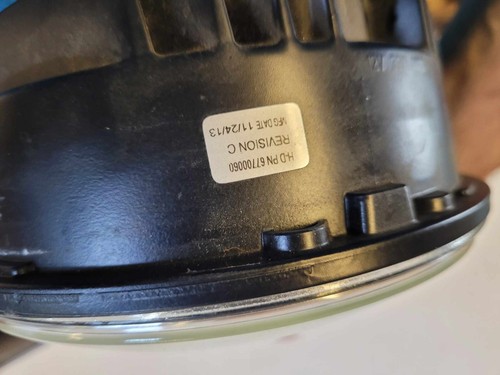 H-D PN 67700060
REVISION C
MFG DATE 11/24/13